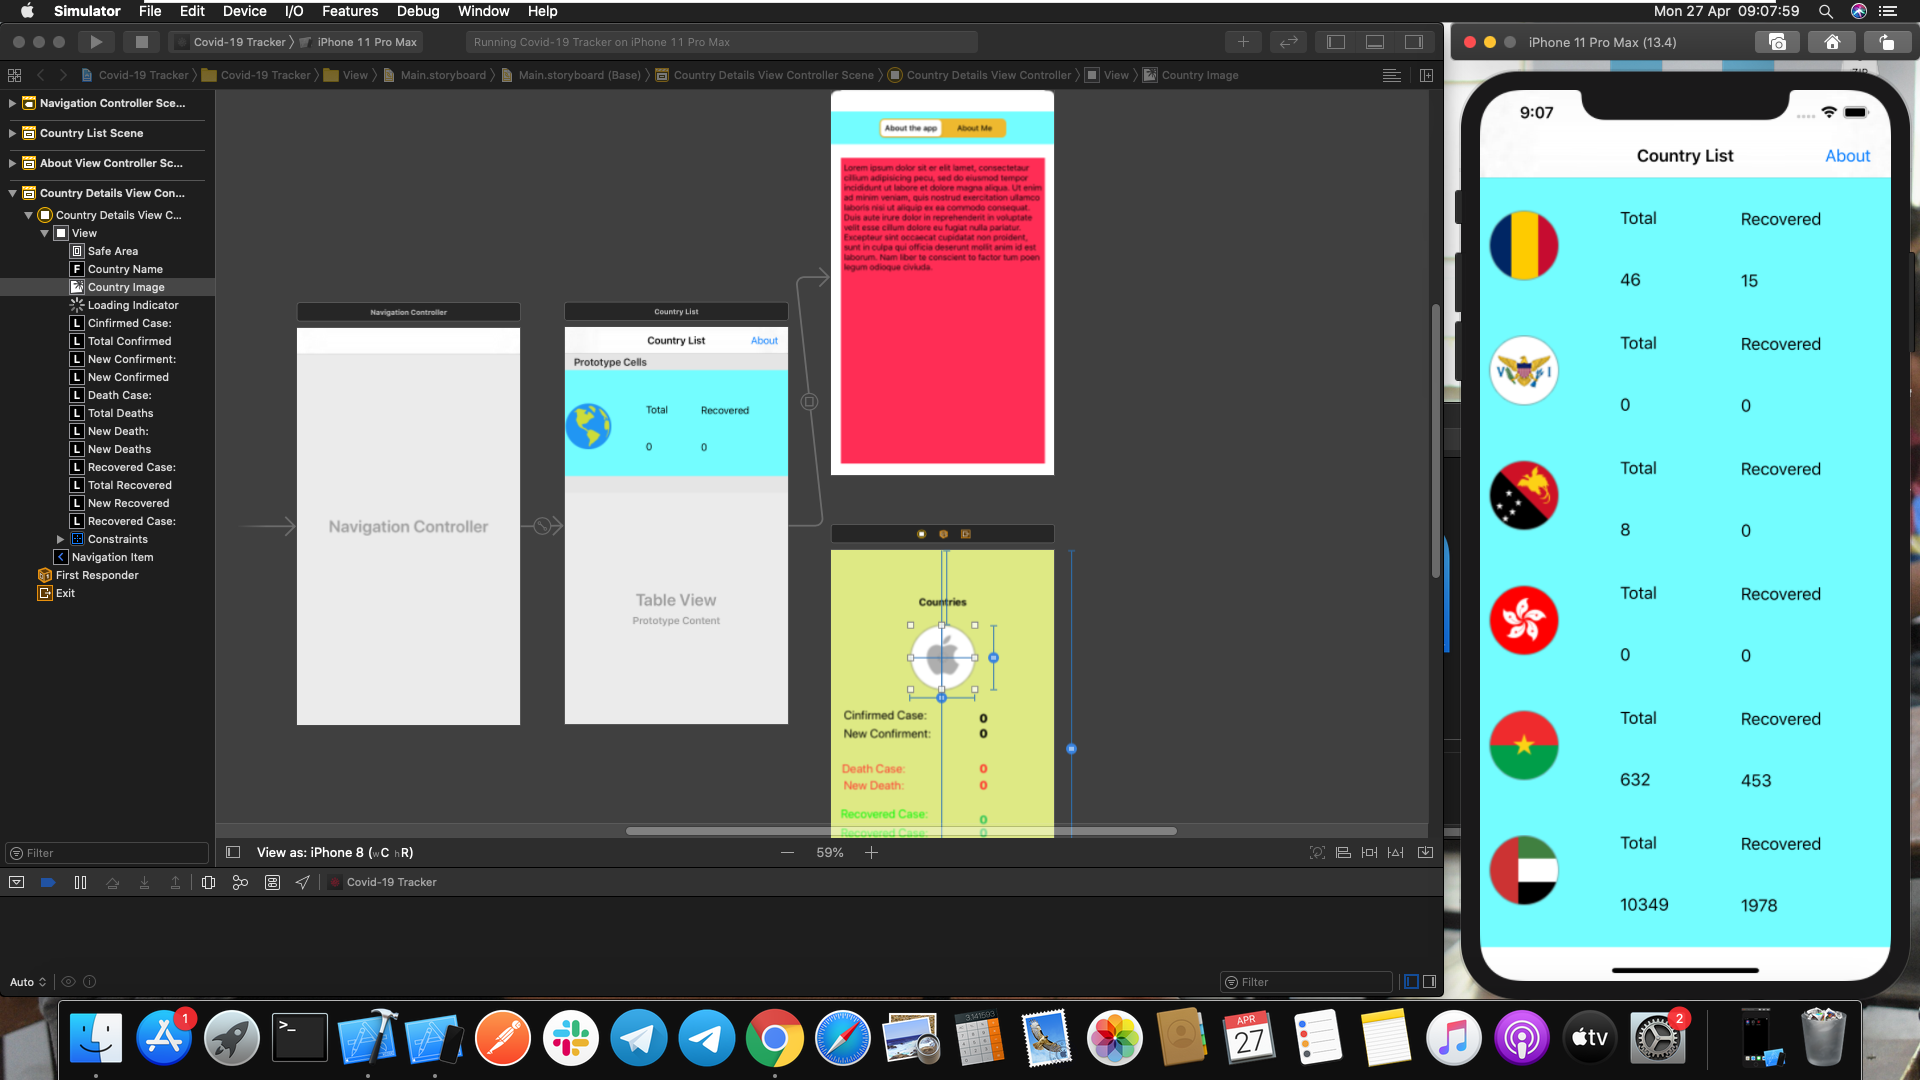 Simulator File Edit Device I/O Features Debug Window Help
Mon 27 Apr 09:07:59
Covid-19 Tracker iPhone 11 Pro Max
Running Covid-19 Tracker on iPhone 11 Pro Max
Covid-19 Tracker Covid-19 Tracker View Main.storyboard Main.storyboard (Base) Country Details View Controller Scene Country Details View Controller View Country Image
Navigation Controller Sce...
Country List Scene
About View Controller Sc...
Country Details View Con...
Country Details View C...
View
Safe Area
F Country Name
Country Image
Loading Indicator
L Cinfirmed Case:
L Total Confirmed
L New Confirment:
L New Confirmed
L Death Case:
L Total Deaths
L New Death:
L New Deaths
L Recovered Case:
L Total Recovered
L New Recovered
L Recovered Case:
Constraints
Navigation Item
First Responder
Exit
Filter
Navigation Controller
Navigation Controller
Country List
Country List About
Prototype Cells
Total Recovered
0 0
Table View
Prototype Content
About the app About Me
Lorem ipsum dolor sit er elit lamet, consectetaur
cillium adipisicing pecu, sed do eiusmod tempor
incididunt ut labore et dolore magna aliqua. Ut enim
ad minim veniam, quis nostrud exercitation ullamco
laboris nisi ut aliquip ex ea commodo consequat.
Duis aute irure dolor in reprehenderit in voluptate
velit esse cillum dolore eu fugiat nulla pariatur.
Excepteur sint occaecat cupidatat non proident,
sunt in culpa qui officia deserunt mollit anim id est
laborum. Nam liber te conscient to factor tum poen
legum odioque civiuda.
Countries
Cinfirmed Case: 0
New Confirment: 0
Death Case: 0
New Death: 0
Recovered Case: 0
Recovered Case: 0
View as: iPhone 8 (wC hR)
59%
Covid-19 Tracker
Auto
Filter
iPhone 11 Pro Max (13.4)
9:07
Country List About
Total Recovered
46 15
V I
Total Recovered
0 0
Total Recovered
8 0
Total Recovered
0 0
Total Recovered
632 453
Total Recovered
10349 1978
1
APR
27
tv
2